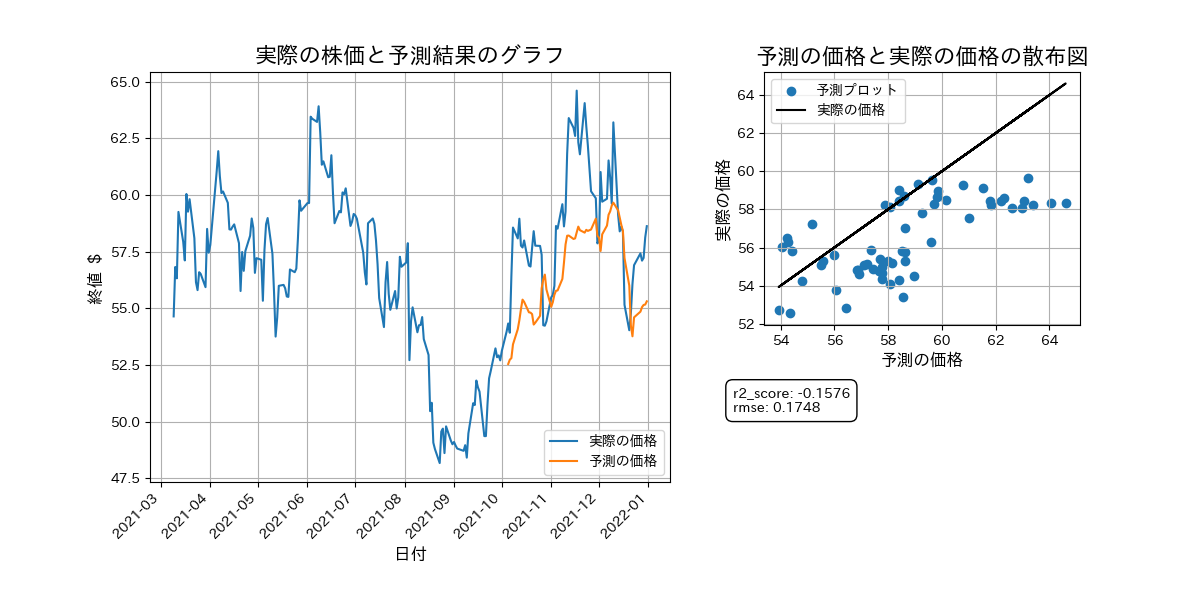 実際の株価と予測結果のグラフ
65.0
62.5
60.0
57.5
55.0
52.5
50.0
47.5
終値 $
2021-03
2021-04
2021-05
2021-06
2021-07
2021-08
2021-09
2021-10
2021-11
2021-12
2022-01
日付
実際の価格
予測の価格
予測の価格と実際の価格の散布図
予測プロット
実際の価格
64
62
60
58
56
54
52
実際の価格
54
56
58
60
62
64
予測の価格
r2_score: -0.1576
rmse: 0.1748